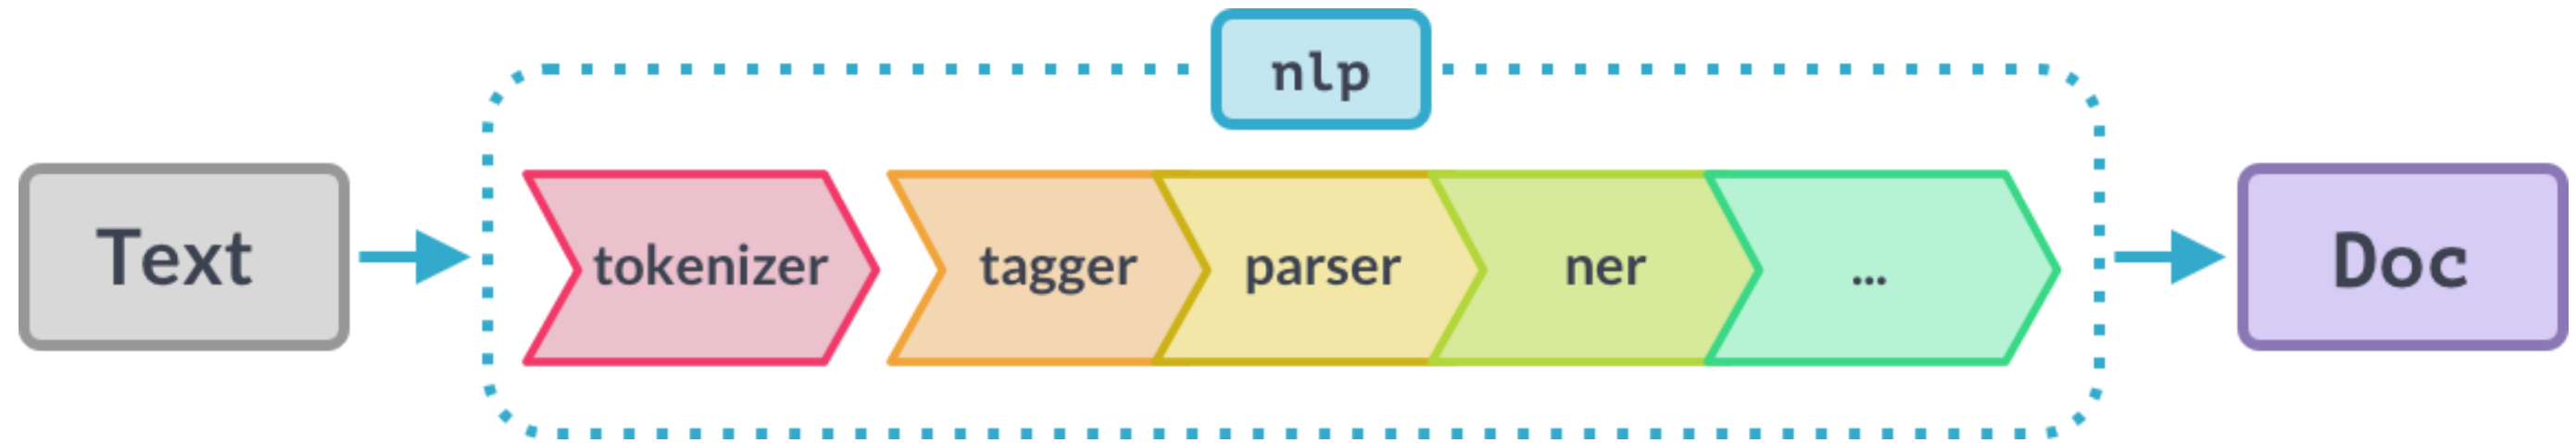 nlp
Text
tokenizer
tagger
parser
ner
...
Doc